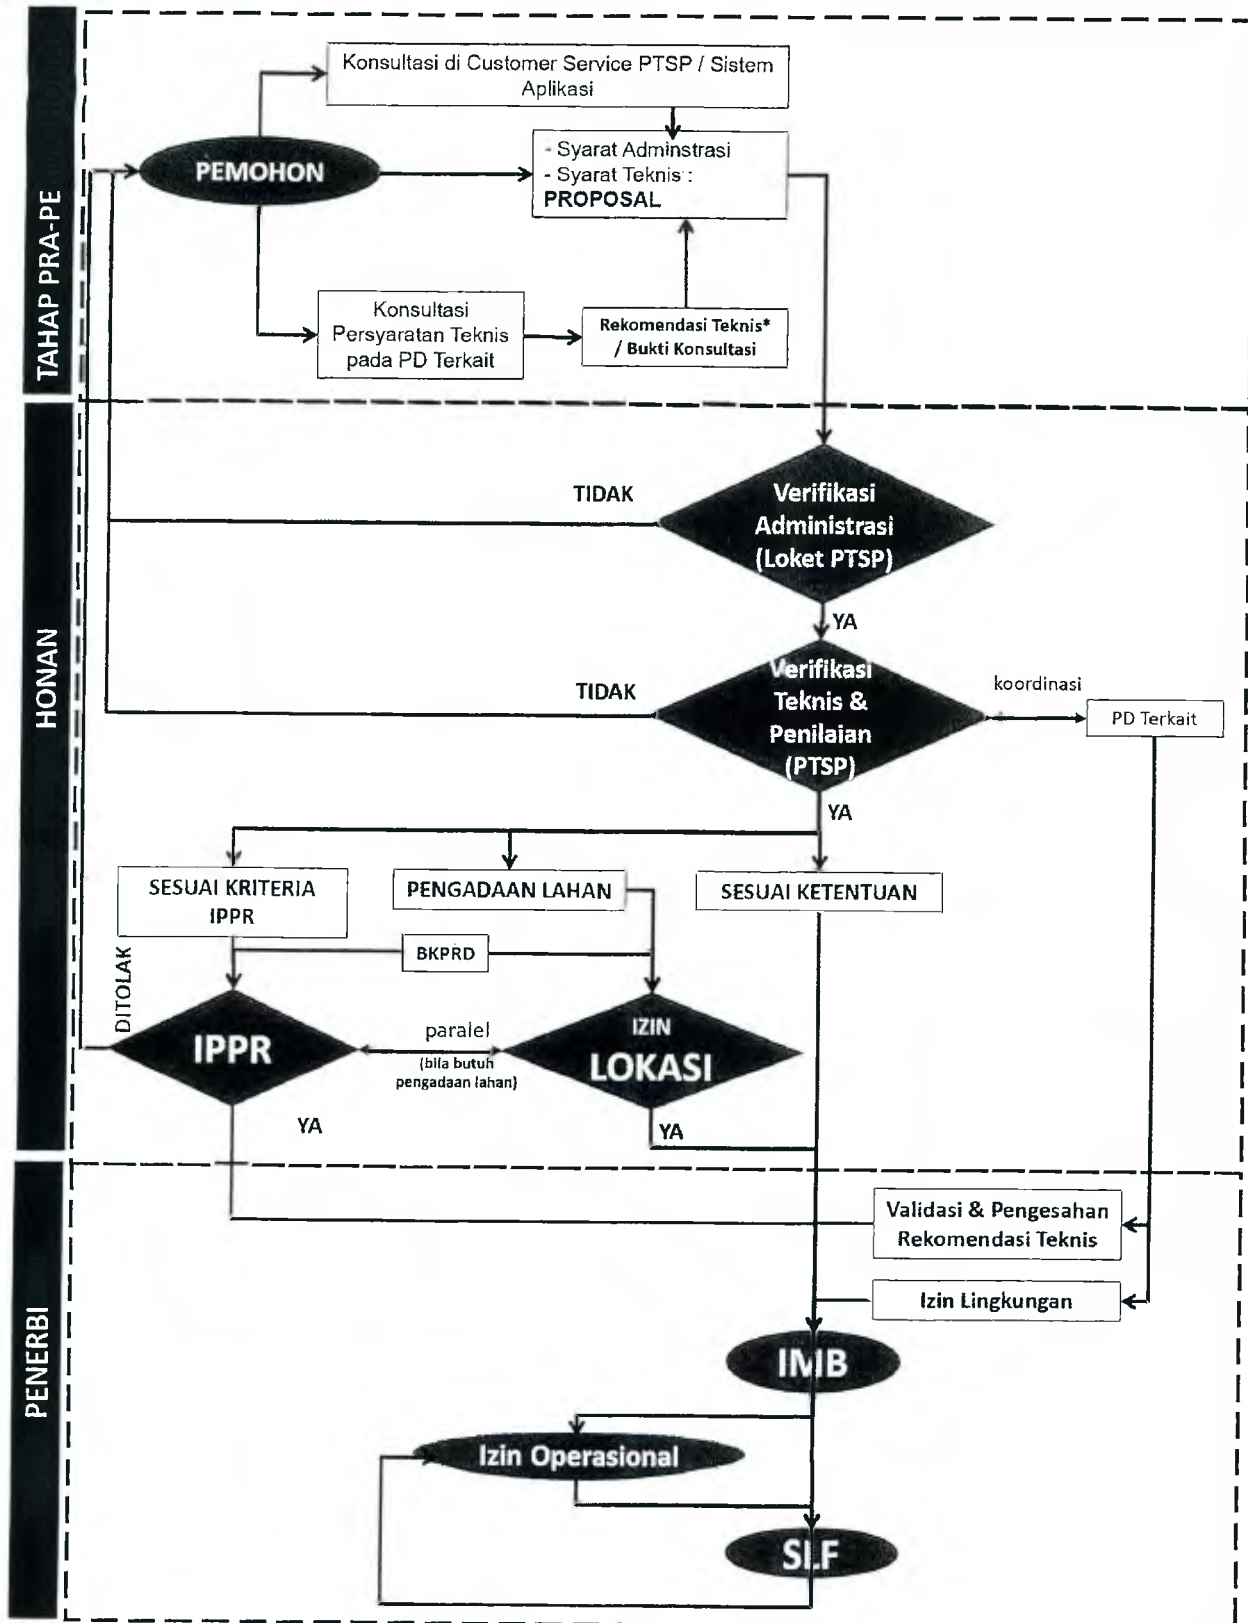 TAHAP PRA-PE
Konsultasi di Customer Service PTSP / Sistem
Aplikasi
PEMOHON
- Syarat Adminstrasi
- Syarat Teknis :
PROPOSAL
Konsultasi
Persyaratan Teknis
pada PD Terkait
Rekomendasi Teknis*
/ Bukti Konsultasi
HONAN
TIDAK
Verifikasi
Administrasi
(Loket PTSP)
YA
TIDAK
Verifikasi
Teknis &
Penilaian
(PTSP)
koordinasi
PD Terkait
YA
SESUAI KRITERIA
IPPR
PENGADAAN LAHAN
SESUAI KETENTUAN
BKPRD
DITOLAK
IPPR
paralel
(bila butuh
pengadaan lahan)
IZIN
LOKASI
YA
YA
PENERBI
Validasi & Pengesahan
Rekomendasi Teknis
Izin Lingkungan
IMB
Izin Operasional
SLF